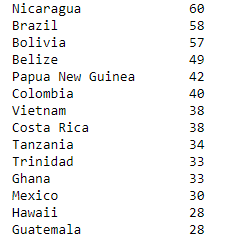 Nicaragua 60
Brazil 58
Bolivia 57
Belize 49
Papua New Guinea 42
Colombia 40
Vietnam 38
Costa Rica 38
Tanzania 34
Trinidad 33
Ghana 33
Mexico 30
Hawaii 28
Guatemala 28